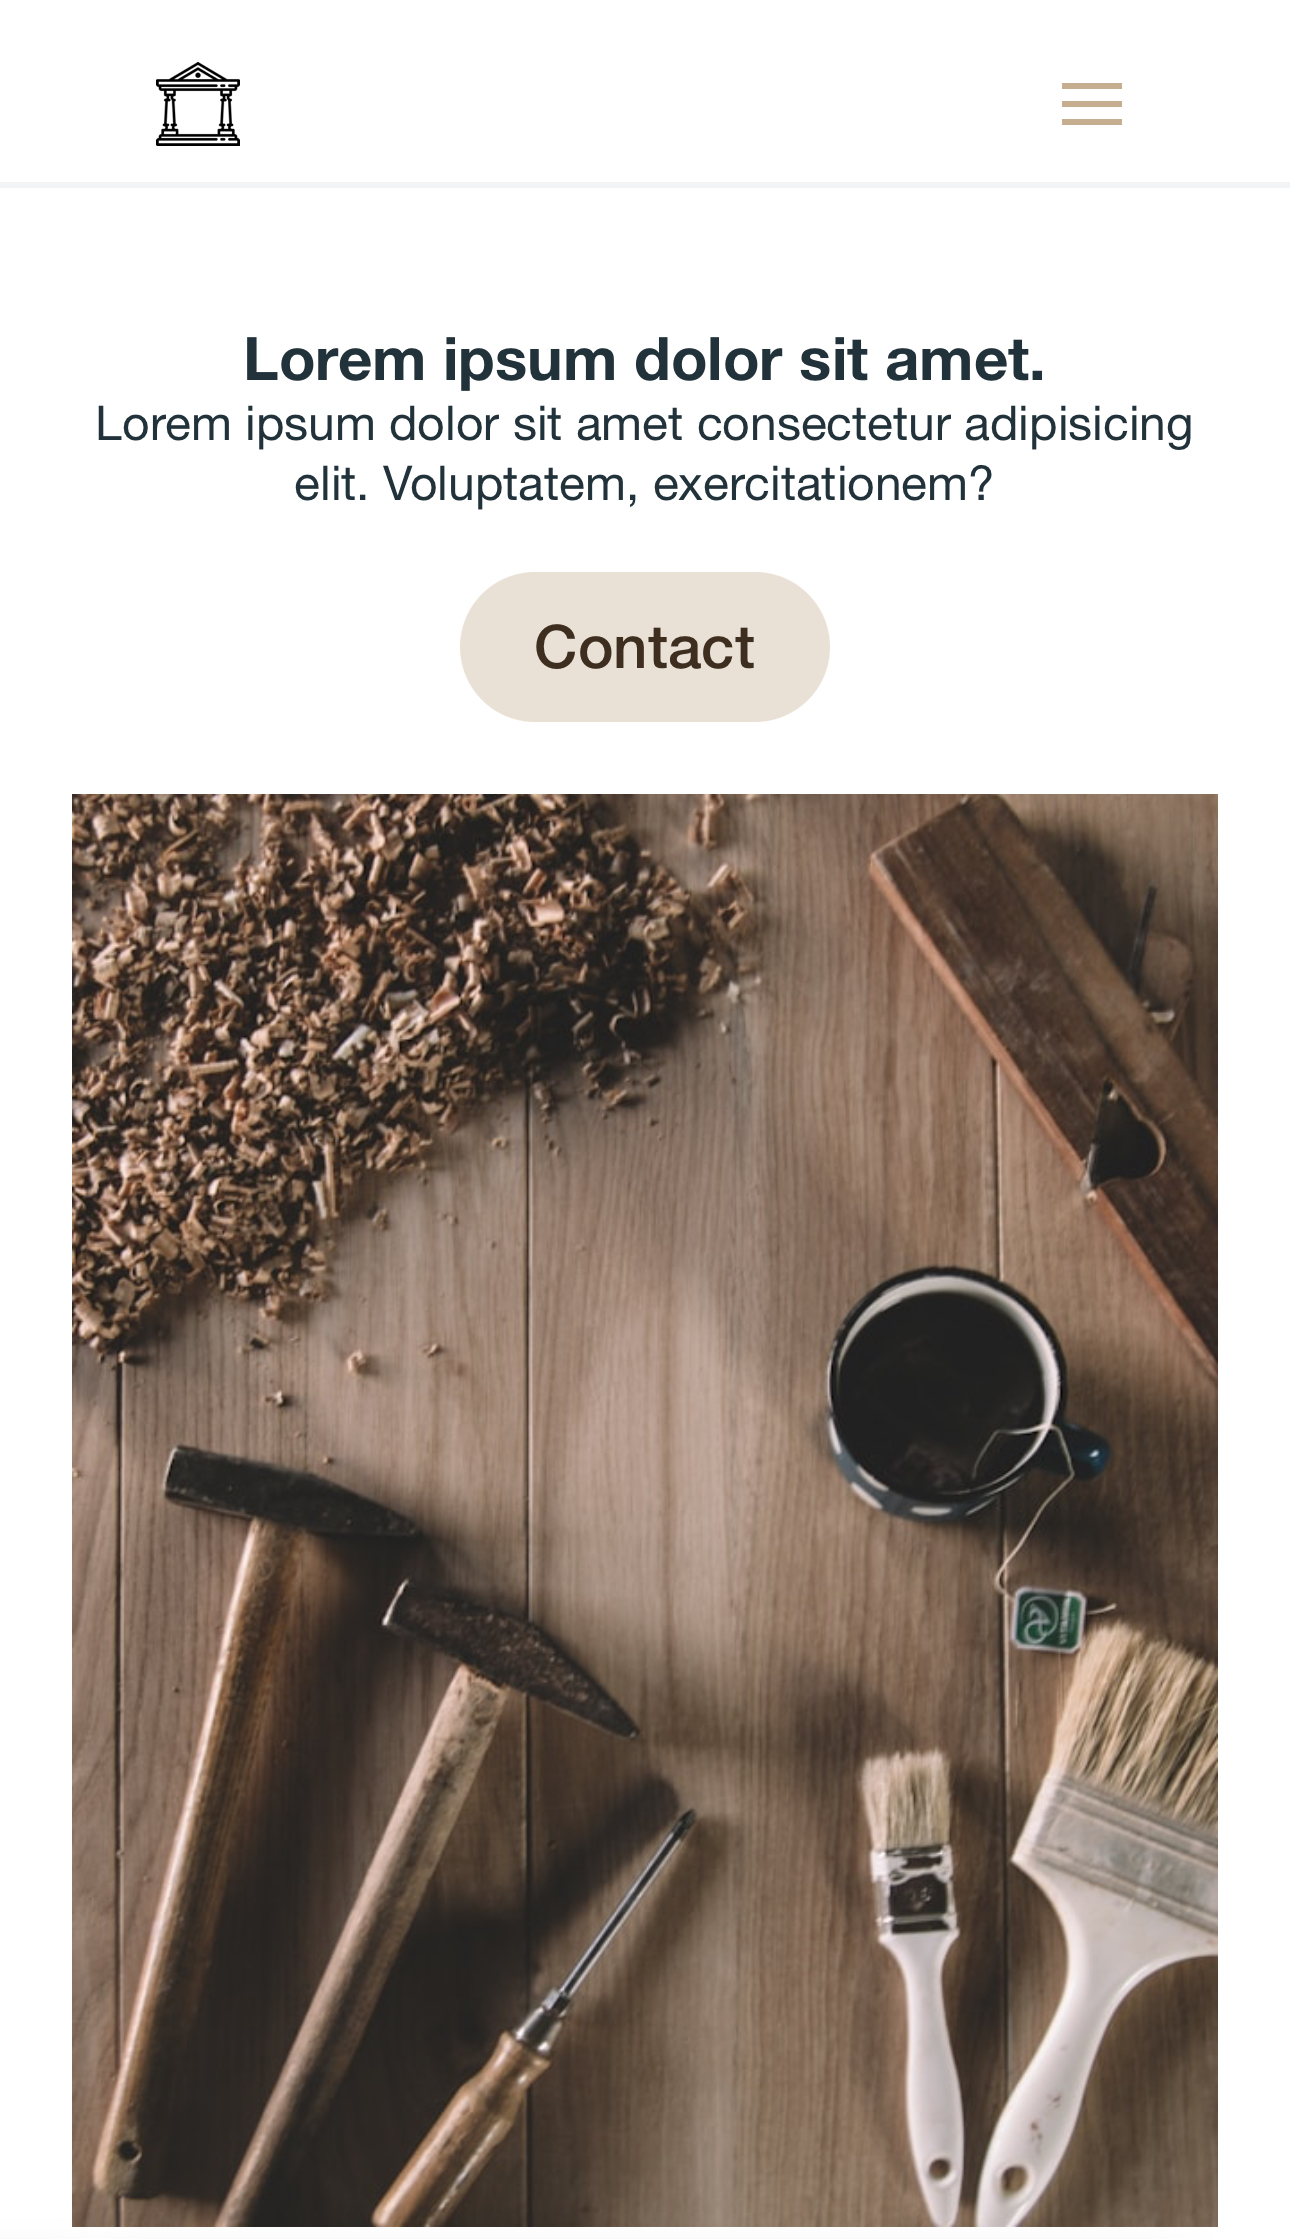 Lorem ipsum dolor sit amet.
Lorem ipsum dolor sit amet consectetur adipisicing
elit. Voluptatem, exercitationem?
Contact